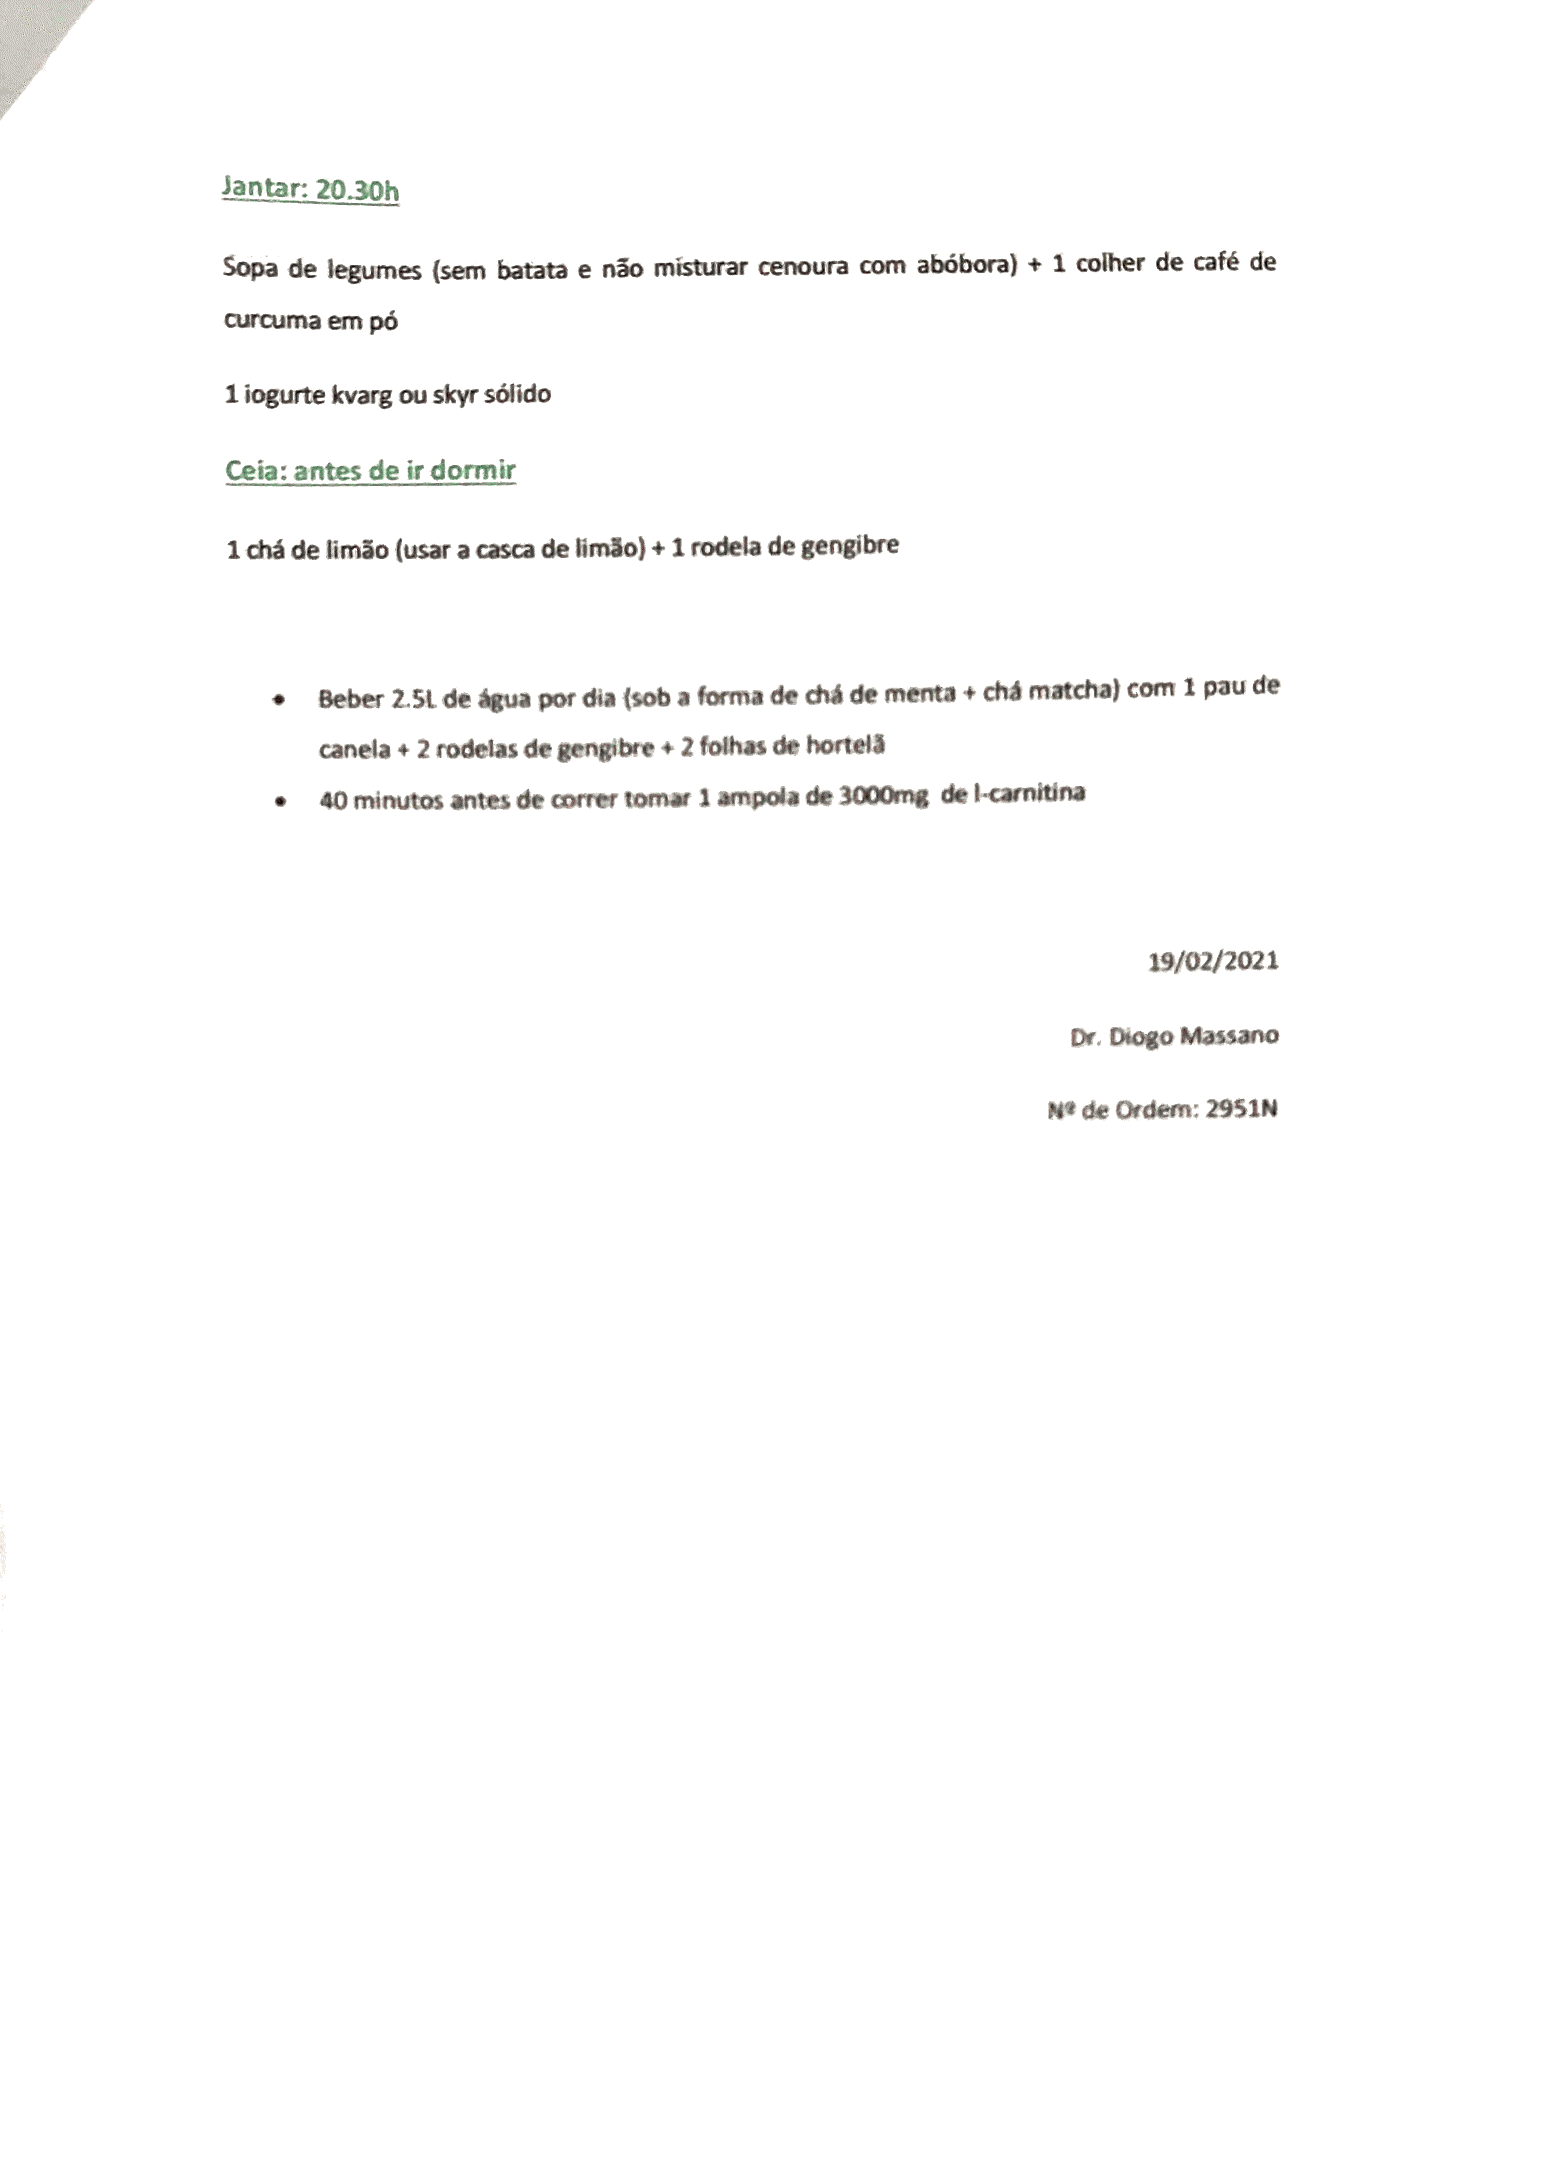 Jantar: 20.30h
Sopa de legumes (sem batata e não misturar cenoura com abóbora) + 1 colher de café de
curcuma em pó
1 iogurte kvarg ou skyr sólido
Ceia: antes de ir dormir
1 chá de limão (usar a casca de limão) + 1 rodela de gengibre
• Beber 2.5L de água por dia (sob a forma de chá de menta + chá matcha) com 1 pau de
canela + 2 rodelas de gengibre + 2 folhas de hortelã
• 40 minutos antes de correr tomar 1 ampola de 3000mg  de l-carnitina
19/02/2021
Dr. Diogo Massano
Nº de Ordem: 2951N